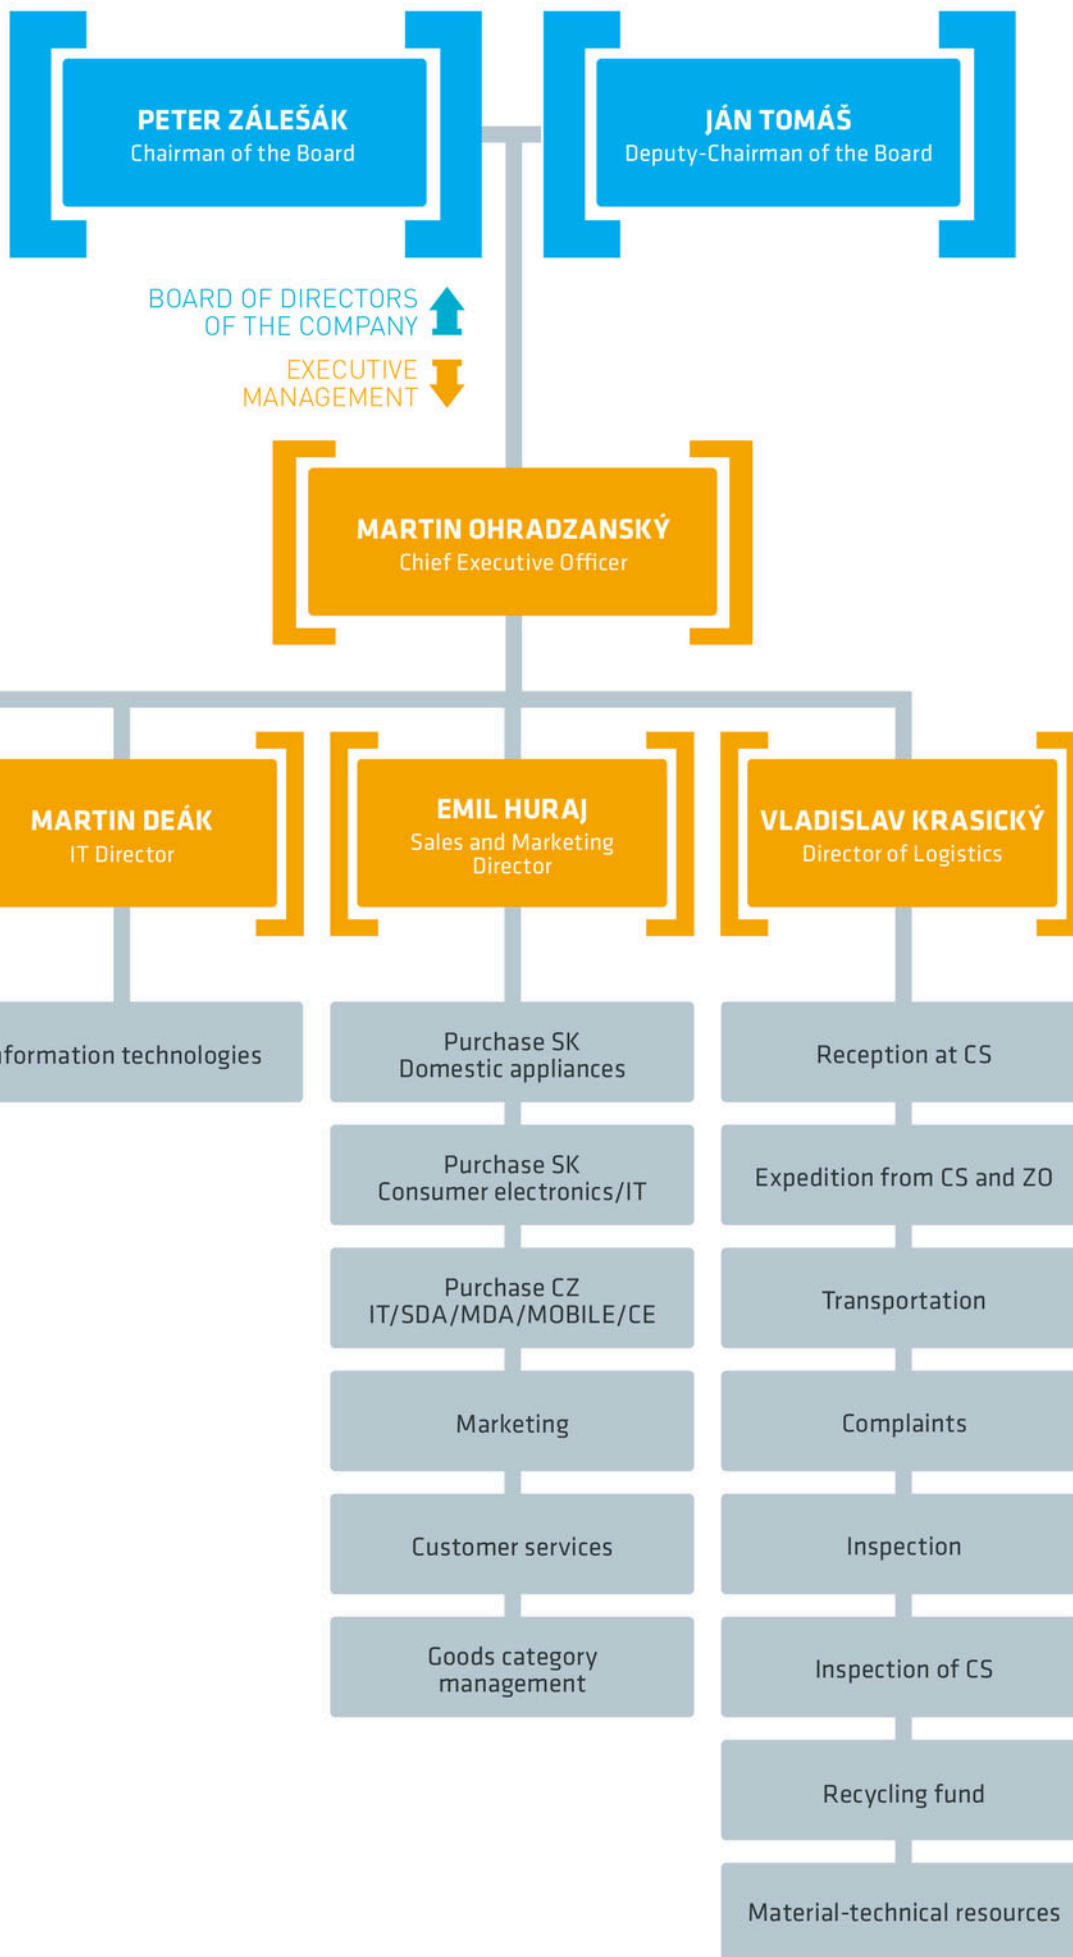 PETER ZÁLEŠÁK
Chairman of the Board
JÁN TOMÁŠ
Deputy-Chairman of the Board
BOARD OF DIRECTORS
OF THE COMPANY
EXECUTIVE
MANAGEMENT
MARTIN OHRADZANSKÝ
Chief Executive Officer
MARTIN DEÁK
IT Director
EMIL HURAJ
Sales and Marketing
Director
VLADISLAV KRASICKÝ
Director of Logistics
nformation technologies
Purchase SK
Domestic appliances
Purchase SK
Consumer electronics/IT
Purchase CZ
IT/SDA/MDA/MOBILE/CE
Marketing
Customer services
Goods category
management
Reception at CS
Expedition from CS and ZO
Transportation
Complaints
Inspection
Inspection of CS
Recycling fund
Material-technical resources